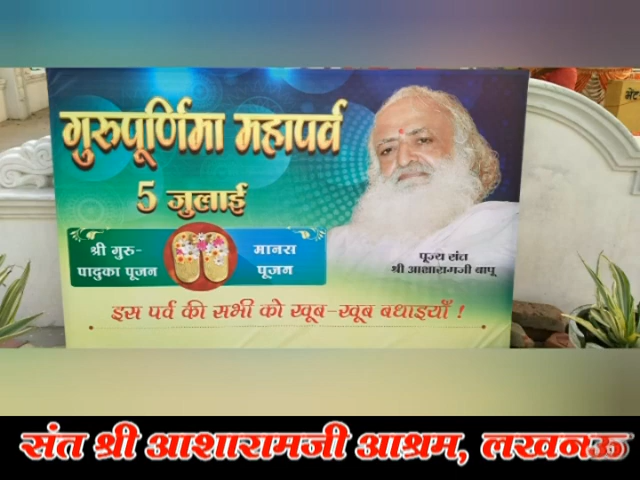 गुरुपूर्णिमा महापर्व
5 जुलाई
श्री गुरु-
पादुका पूजन
मानस
पूजन
पूज्य संत
श्री आशारामजी बापू
इस पर्व की सभी को खूब-खूब बधाइयाँ !
संत श्री आशारामजी आश्रम, लखनऊ